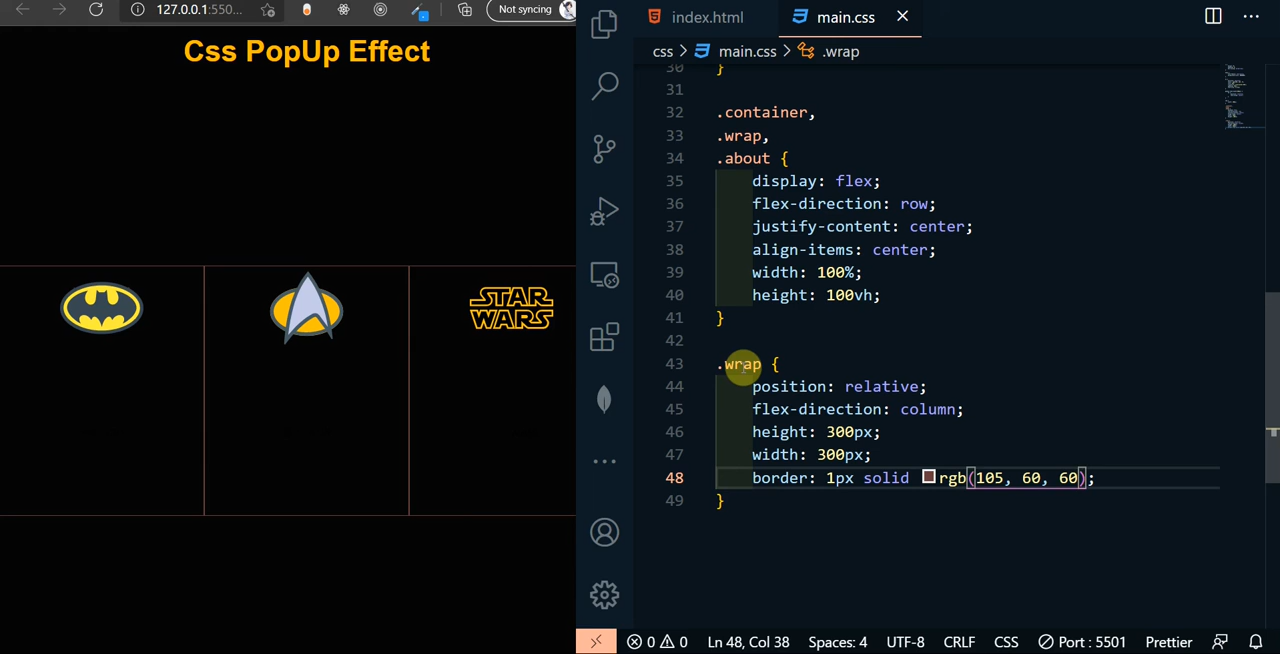 127.0.0.1:550...
Not syncing
Css PopUp Effect
STAR
WARS
index.html
main.css
css > main.css > .wrap
30 }
31
32 .container,
33 .wrap,
34 .about {
35 display: flex;
36 flex-direction: row;
37 justify-content: center;
38 align-items: center;
39 width: 100%;
40 height: 100vh;
41 }
42
43 .wrap {
44 position: relative;
45 flex-direction: column;
46 height: 300px;
47 width: 300px;
48 border: 1px solid rgb(105, 60, 60);
49 }
0 0 Ln 48, Col 38 Spaces: 4 UTF-8 CRLF CSS Port : 5501 Prettier